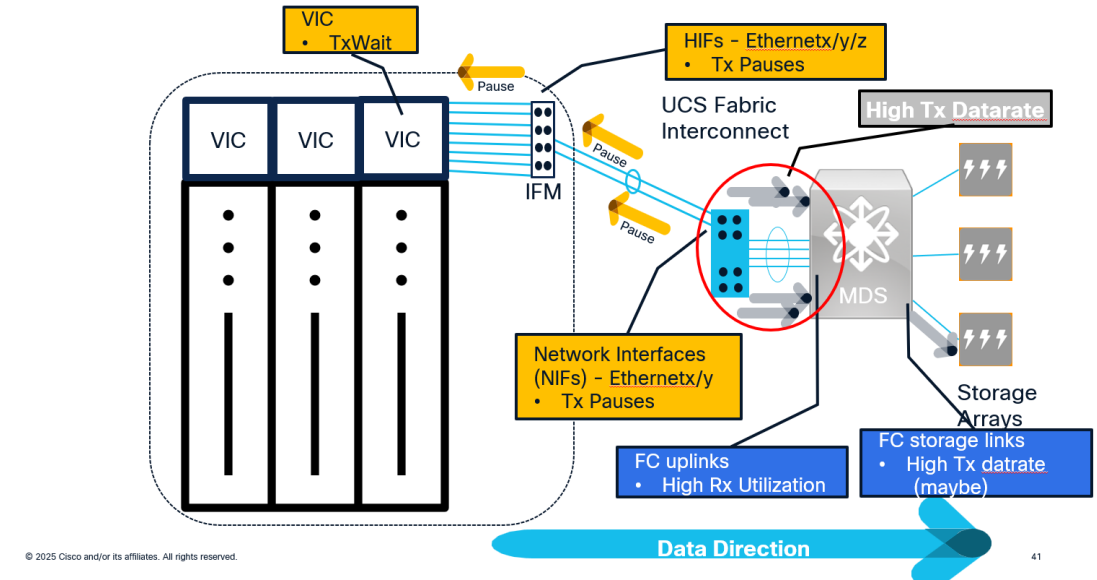 VIC
• TxWait
HIFs – Ethernetx/y/z
• Tx Pauses
Pause
UCS Fabric
Interconnect
High Tx Datarate
VIC
VIC
VIC
Pause
IFM
Pause
MDS
Network Interfaces
(NIFs) – Ethernetx/y
• Tx Pauses
Storage
Arrays
FC uplinks
• High Rx Utilization
FC storage links
• High Tx datrate
(maybe)
Data Direction
© 2025 Cisco and/or its affiliates. All rights reserved.
41